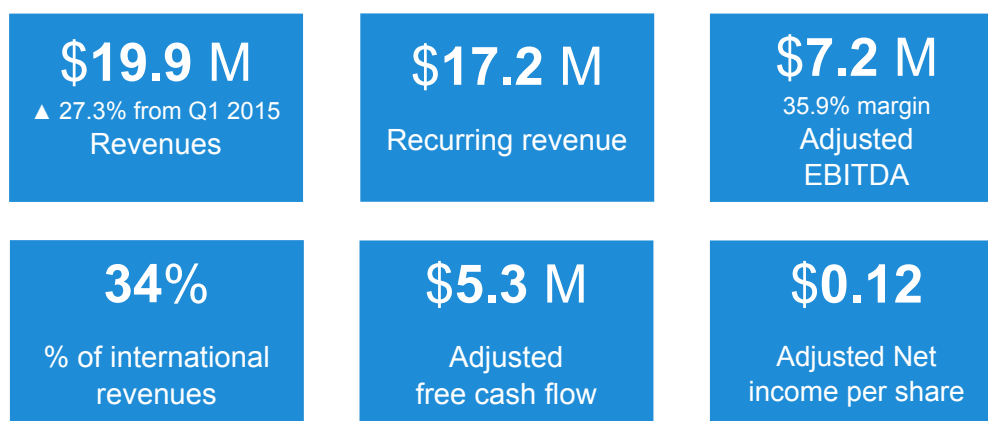 $19.9 M
▲ 27.3% from Q1 2015
Revenues
$17.2 M
Recurring revenue
$7.2 M
35.9% margin
Adjusted
EBITDA
34%
% of international
revenues
$5.3 M
Adjusted
free cash flow
$0.12
Adjusted Net
income per share